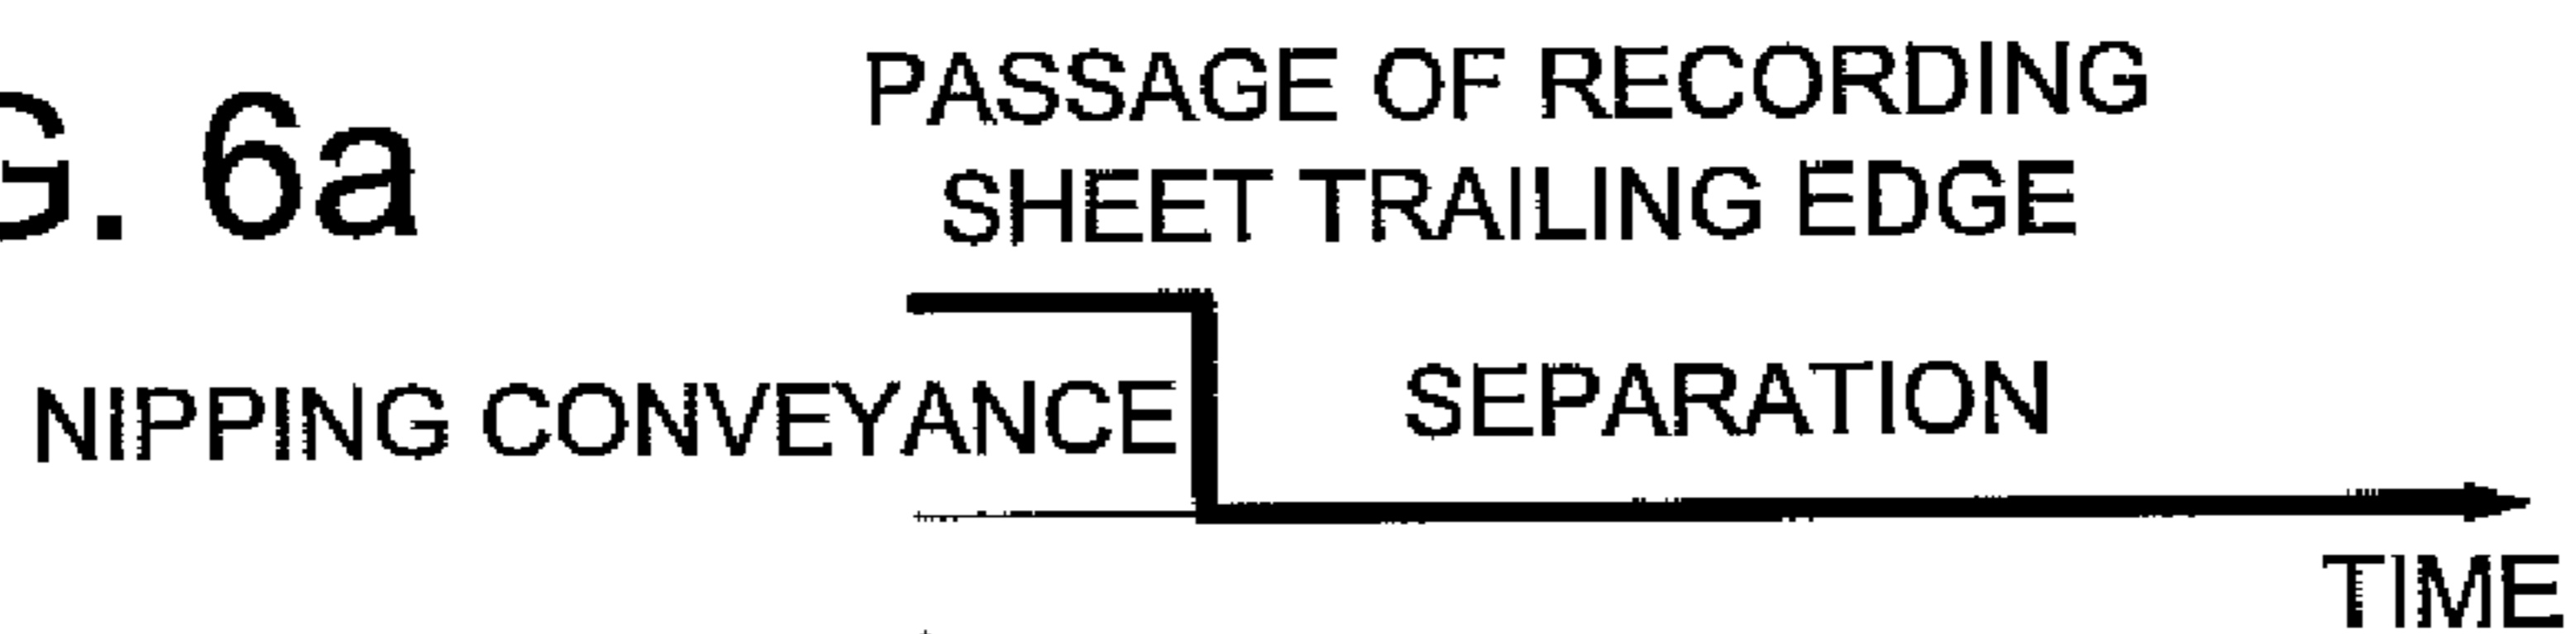 G. 6a
PASSAGE OF RECORDING
SHEET TRAILING EDGE
NIPPING CONVEYANCE
SEPARATION
TIME